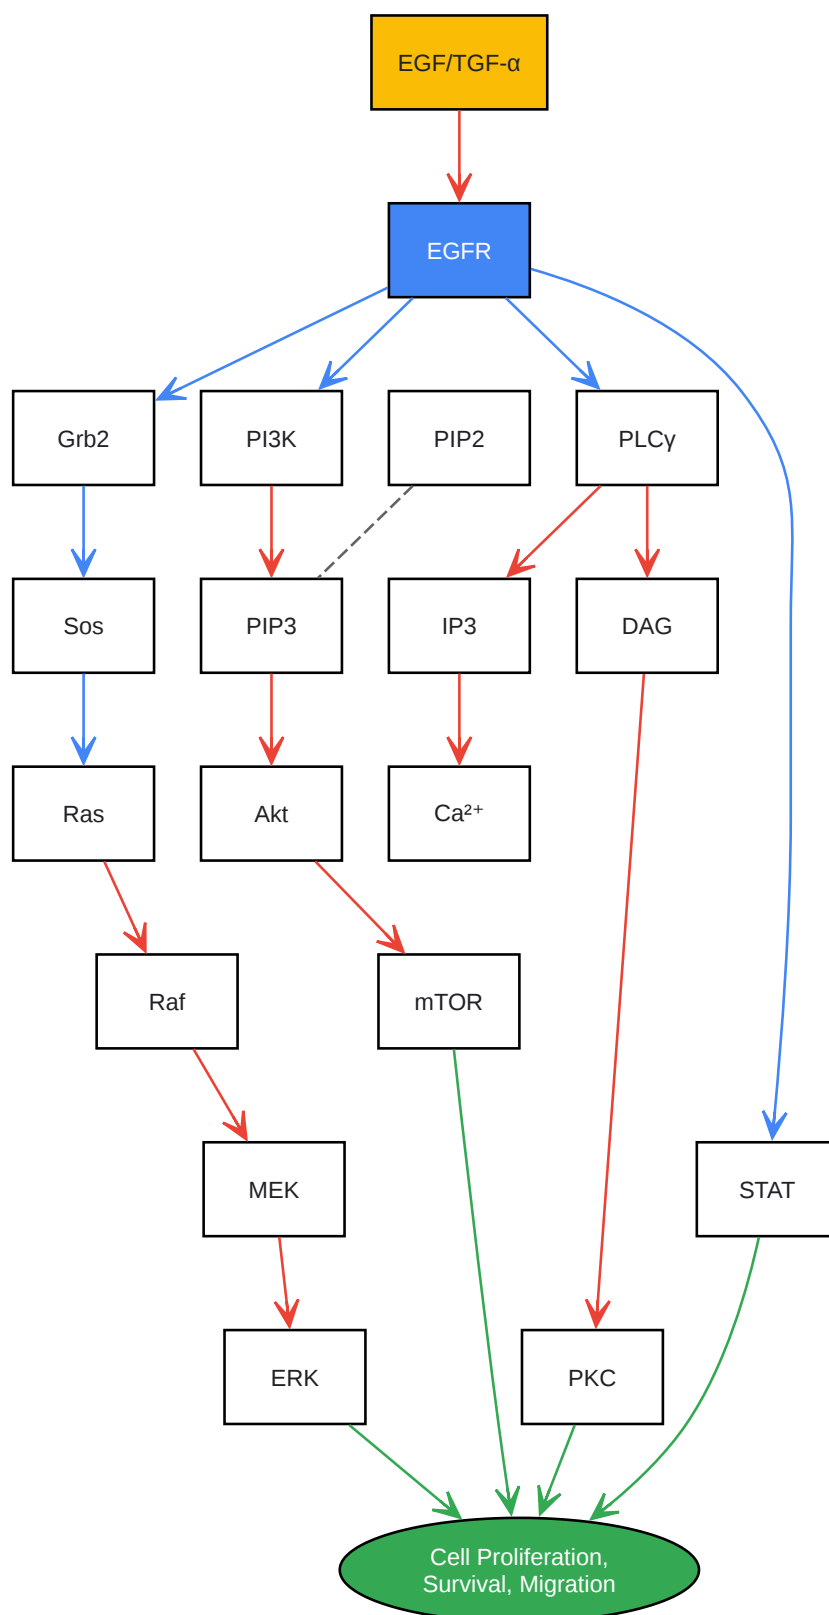 EGF/TGF-α
EGFR
Grb2
PI3K
PIP2
PLCγ
Sos
PIP3
IP3
DAG
Ras
Akt
Ca²⁺
Raf
mTOR
MEK
STAT
ERK
PKC
Cell Proliferation,
Survival, Migration